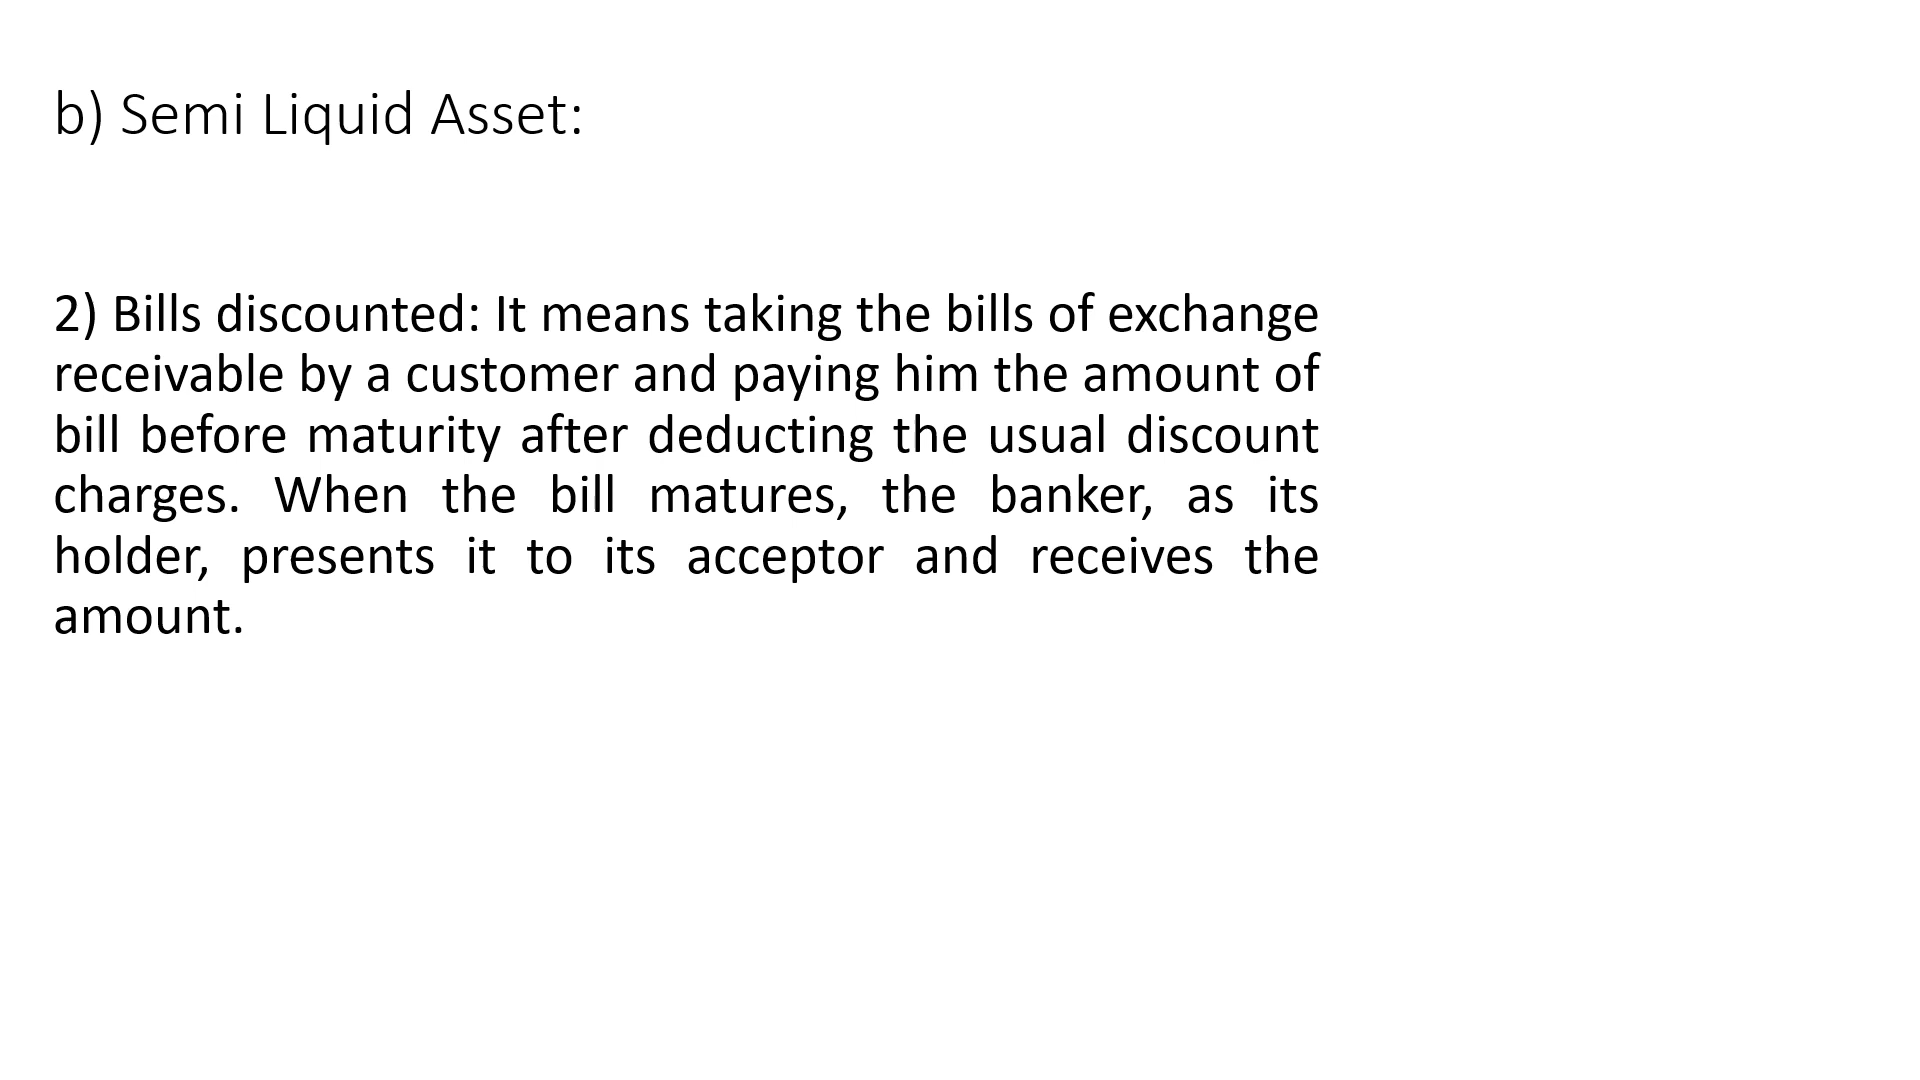 b) Semi Liquid Asset:
2) Bills discounted: It means taking the bills of exchange
receivable by a customer and paying him the amount of
bill before maturity after deducting the usual discount
charges. When the bill matures, the banker, as its
holder, presents it to its acceptor and receives the
amount.